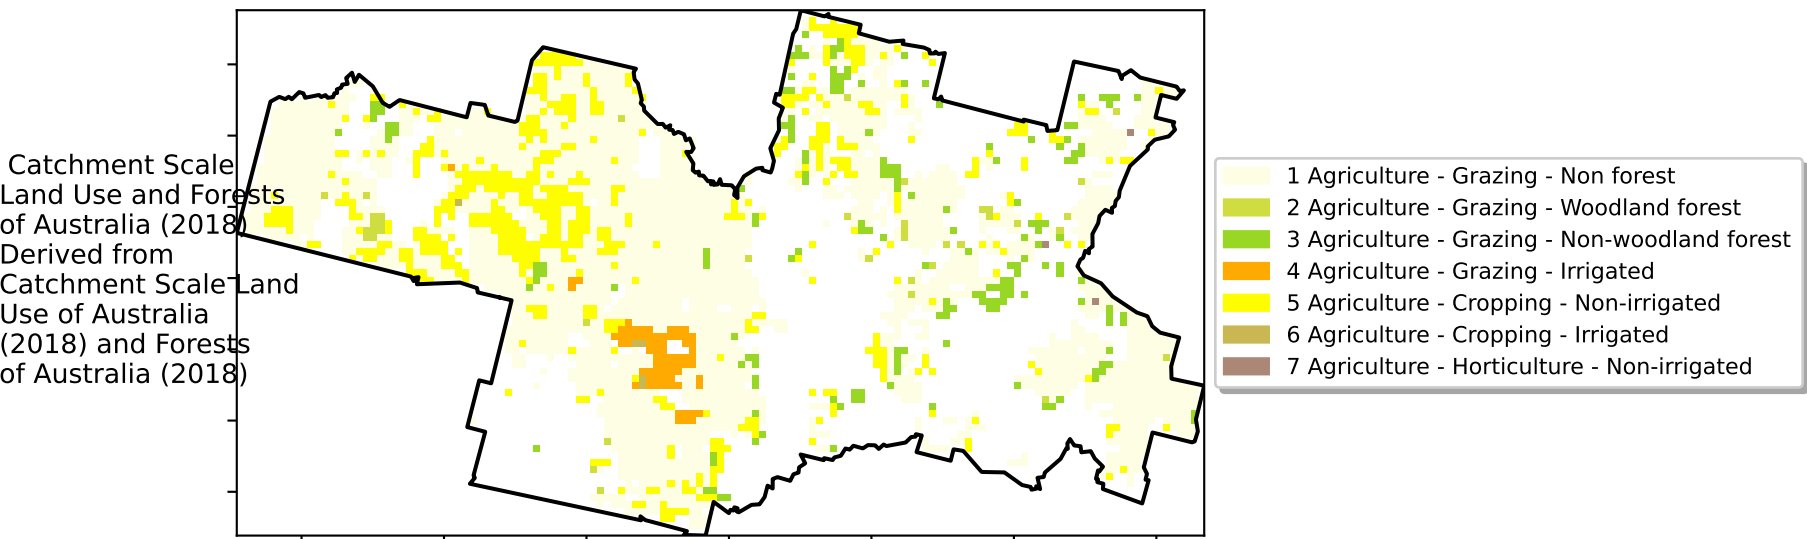 Catchment Scale
Land Use and Forests
of Australia (2018)
Derived from
Catchment Scale Land
Use of Australia
(2018) and Forests
of Australia (2018)
1 Agriculture - Grazing - Non forest
2 Agriculture - Grazing - Woodland forest
3 Agriculture - Grazing - Non-woodland forest
4 Agriculture - Grazing - Irrigated
5 Agriculture - Cropping - Non-irrigated
6 Agriculture - Cropping - Irrigated
7 Agriculture - Horticulture - Non-irrigated